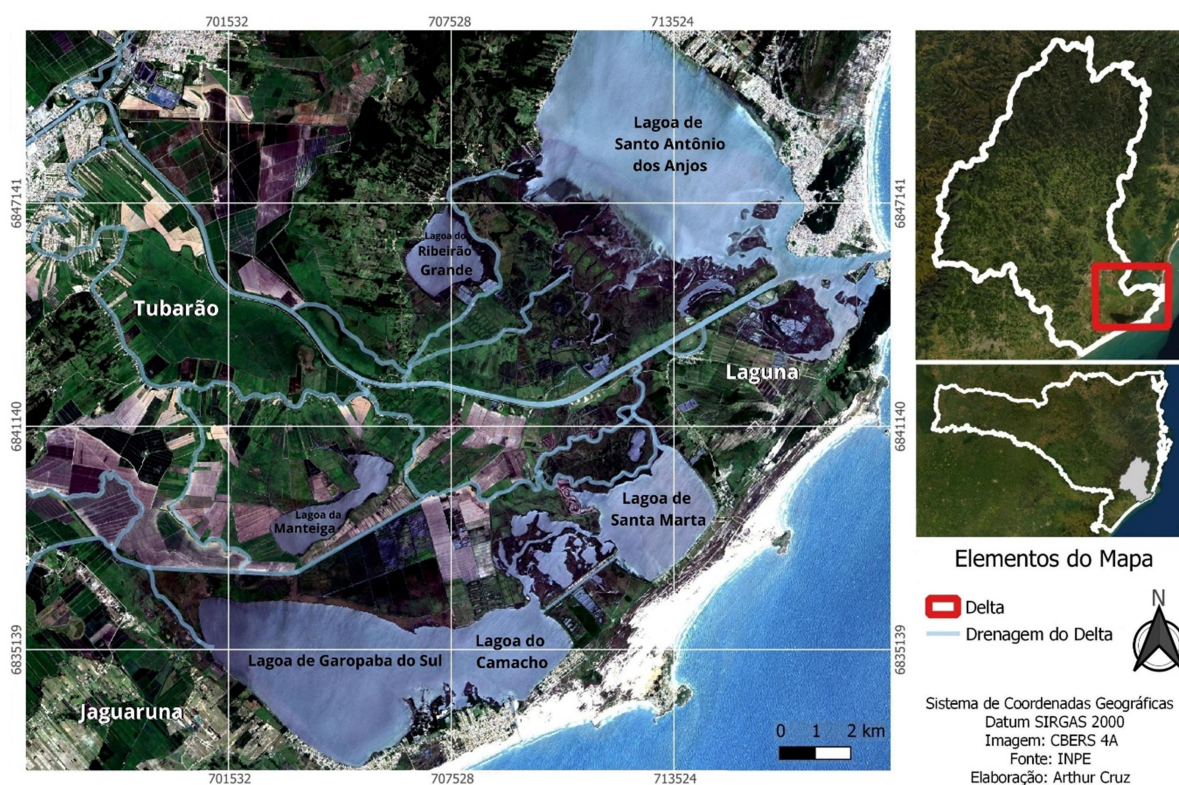 701532
707528
713524
6847141
6847141
6841140
6841140
6835139
6835139
Lagoa de
Santo Antônio
dos Anjos
Lagoa do
Ribeirão
Grande
Tubarão
Laguna
Lagoa da
Manteiga
Lagoa de
Santa Marta
Lagoa de Garopaba do Sul
Lagoa do
Camacho
Jaguaruna
0 1 2 km
701532
707528
713524
Elementos do Mapa
Delta
Drenagem do Delta
N
Sistema de Coordenadas Geográficas
Datum SIRGAS 2000
Imagem: CBERS 4A
Fonte: INPE
Elaboração: Arthur Cruz